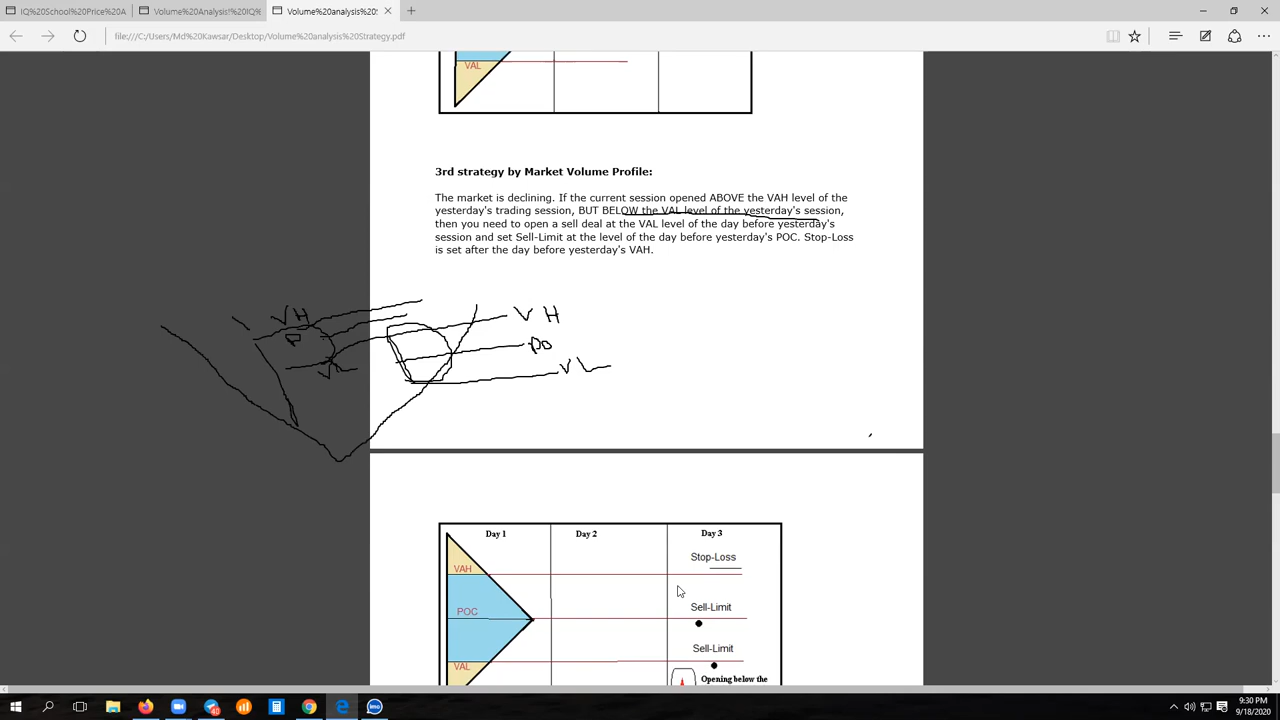 IQ%20School%20Price%20A
Volume%20Analysis!%20IQ%
Volume%20analysis%20S
file:///C:/Users/Md%20Kawsar/Desktop/Volume%20analysis%20Strategy.pdf
VAL
3rd strategy by Market Volume Profile:
The market is declining. If the current session opened ABOVE the VAH level of the
yesterday's trading session, BUT BELOW the VAL level of the yesterday's session,
then you need to open a sell deal at the VAL level of the day before yesterday's
session and set Sell-Limit at the level of the day before yesterday's POC. Stop-Loss
is set after the day before yesterday's VAH.
VH
VH
P
PO
V
VL
Day 1
Day 2
Day 3
Stop-Loss
VAH
Sell-Limit
POC
Sell-Limit
VAL
Opening below the
40
9:30 PM
9/18/2020